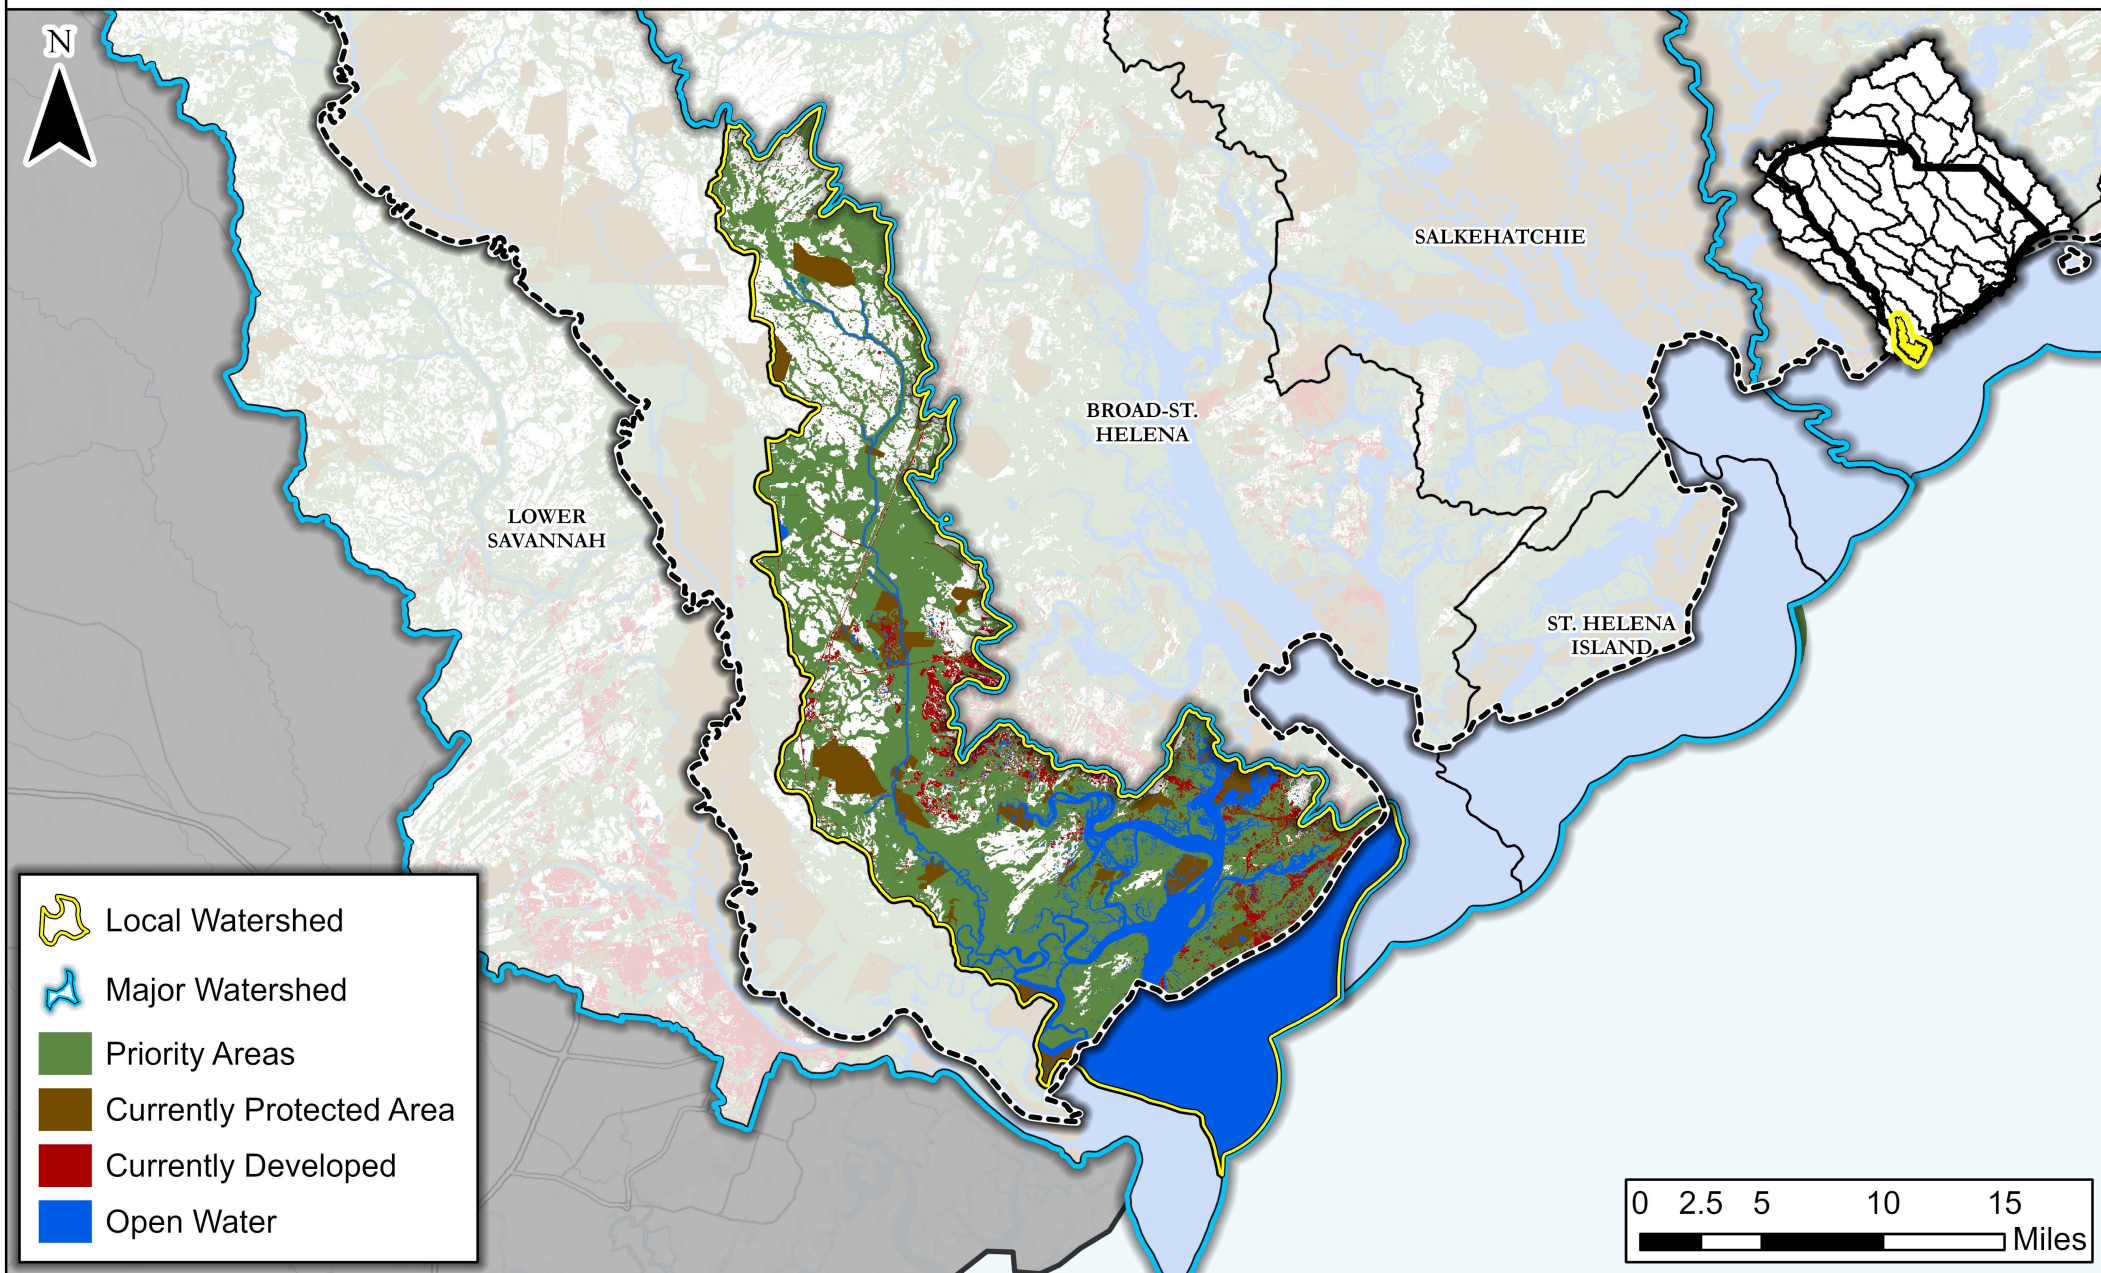 N
SALKEHATCHIE
BROAD-ST.
HELENA
LOWER
SAVANNAH
ST. HELENA
ISLAND
Local Watershed
Major Watershed
Priority Areas
Currently Protected Area
Currently Developed
Open Water
0 2.5 5 10 15
Miles